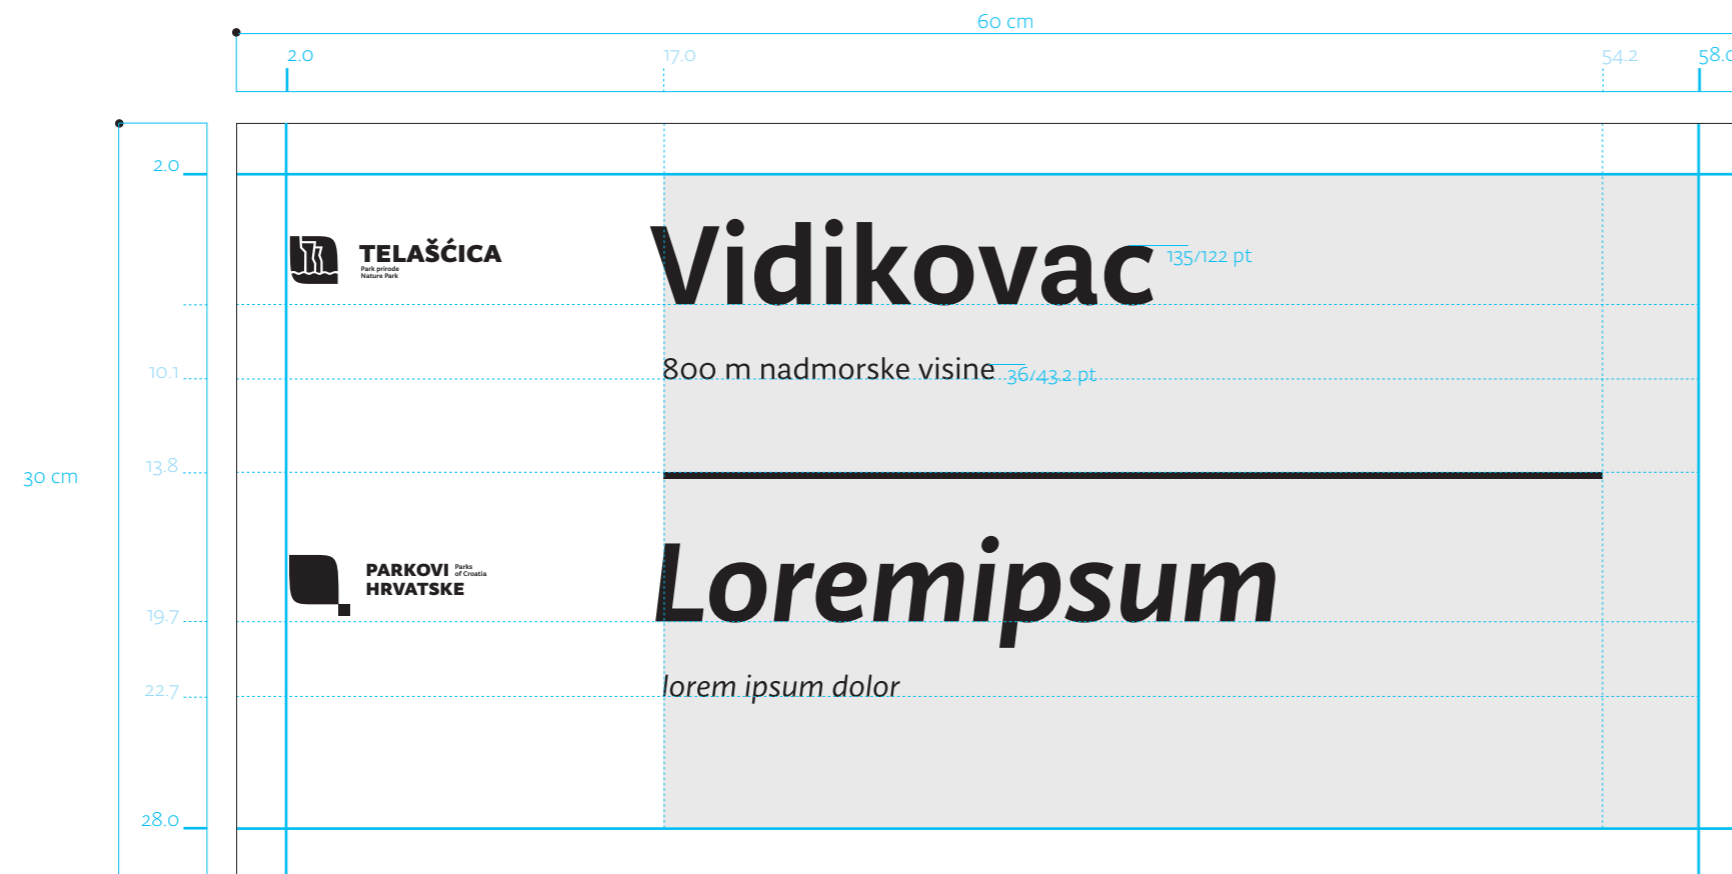 60 cm
2.0
17.0
54.2
58.0
2.0
TELAŠĆICA
Park prirode
Nature Park
Vidikovac
135/122 pt
10.1
800 m nadmorske visine
36/43.2 pt
13.8
30 cm
PARKOVI
HRVATSKE
Parks
of Croatia
Loremipsum
19.7
22.7
lorem ipsum dolor
28.0